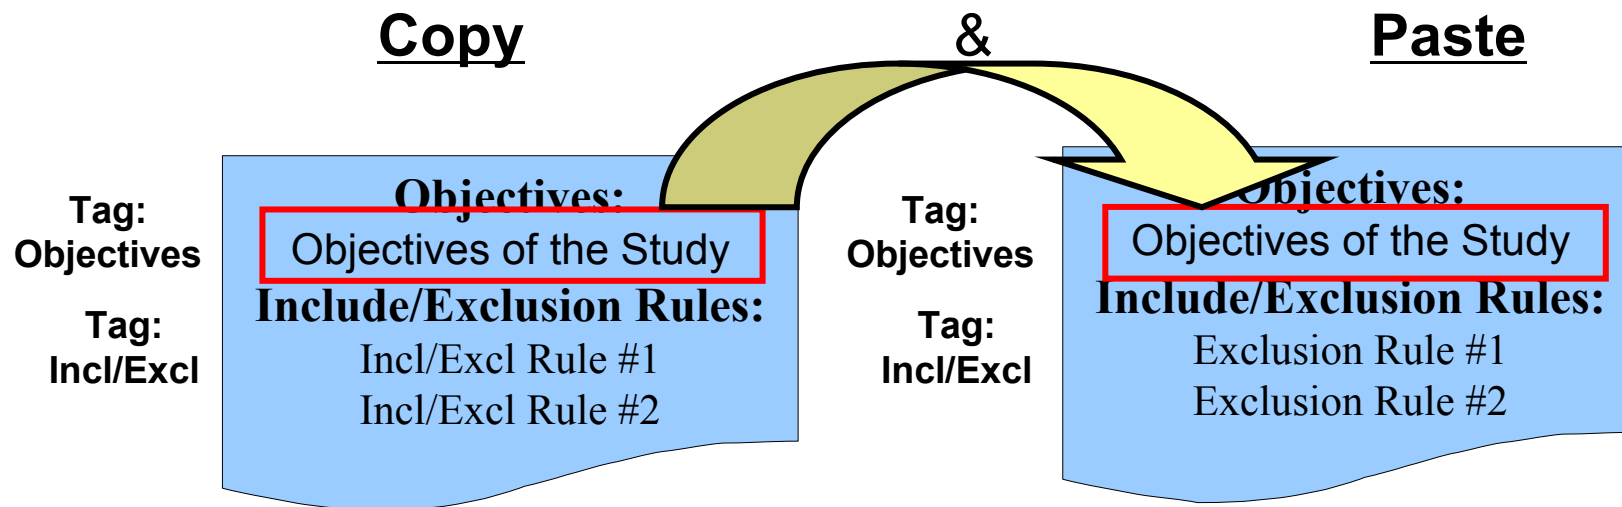 Copy & Paste
Tag:
Objectives
Tag:
Incl/Excl
Objectives:
Objectives of the Study
Include/Exclusion Rules:
Incl/Excl Rule #1
Incl/Excl Rule #2
Tag:
Objectives
Tag:
Incl/Excl
Objectives:
Objectives of the Study
Include/Exclusion Rules:
Exclusion Rule #1
Exclusion Rule #2